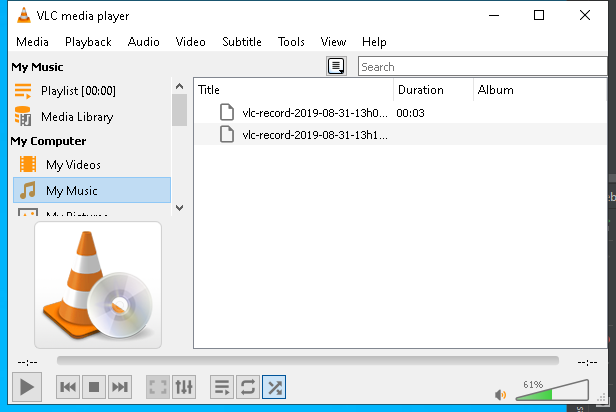 VLC media player
Media Playback Audio Video Subtitle Tools View Help
My Music
Search
Playlist [00:00]
Media Library
My Computer
My Videos
My Music
My Pictures
Title Duration Album
vlc-record-2019-08-31-13h0... 00:03
vlc-record-2019-08-31-13h1...
--:-- --:--
61%